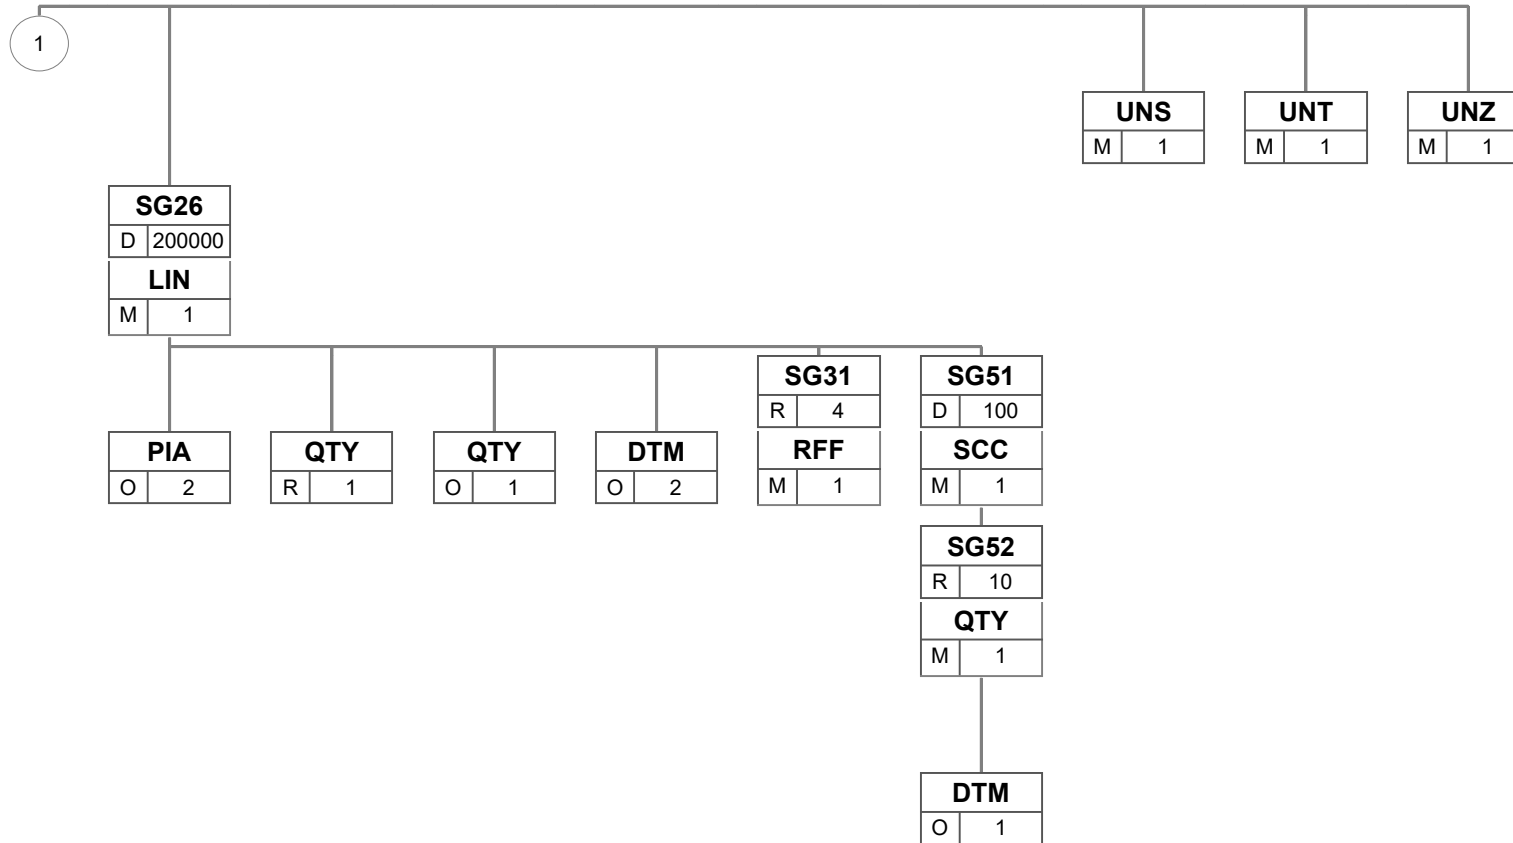 1
UNS UNT UNZ
M 1 M 1 M 1
SG26
D 200000
LIN
M 1
SG31 SG51
R 4 D 100
PIA QTY QTY DTM RFF SCC
O 2 R 1 O 1 O 2 M 1 M 1
SG52
R 10
QTY
M 1
DTM
O 1